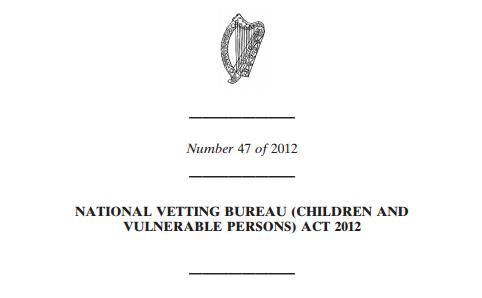 Number 47 of 2012
NATIONAL VETTING BUREAU (CHILDREN AND
VULNERABLE PERSONS) ACT 2012